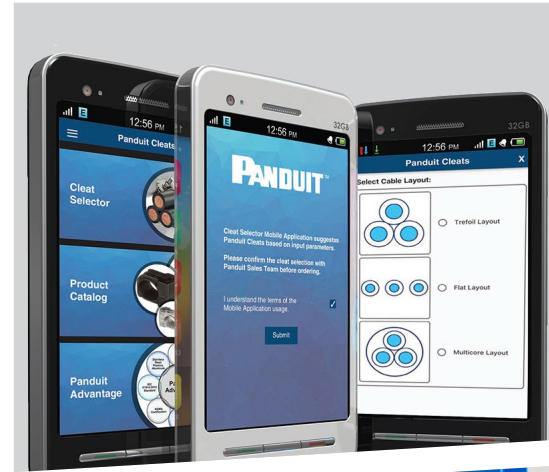 32GB
E
12:56 PM
Panduit Cleats
Cleat
Selector
Product
Catalog
Panduit
Advantage
32GB
E
12:56 PM
PANDUIT™
Cleat Selector Mobile Application suggests
Panduit Cleats based on input parameters.
Please confirm the cleat selection with
Panduit Sales Team before ordering.
I understand the terms of the
Mobile Application usage.
Submit
32GB
12:56 PM
E
Panduit Cleats
X
Select Cable Layout:
Trefoil Layout
Flat Layout
Multicore Layout